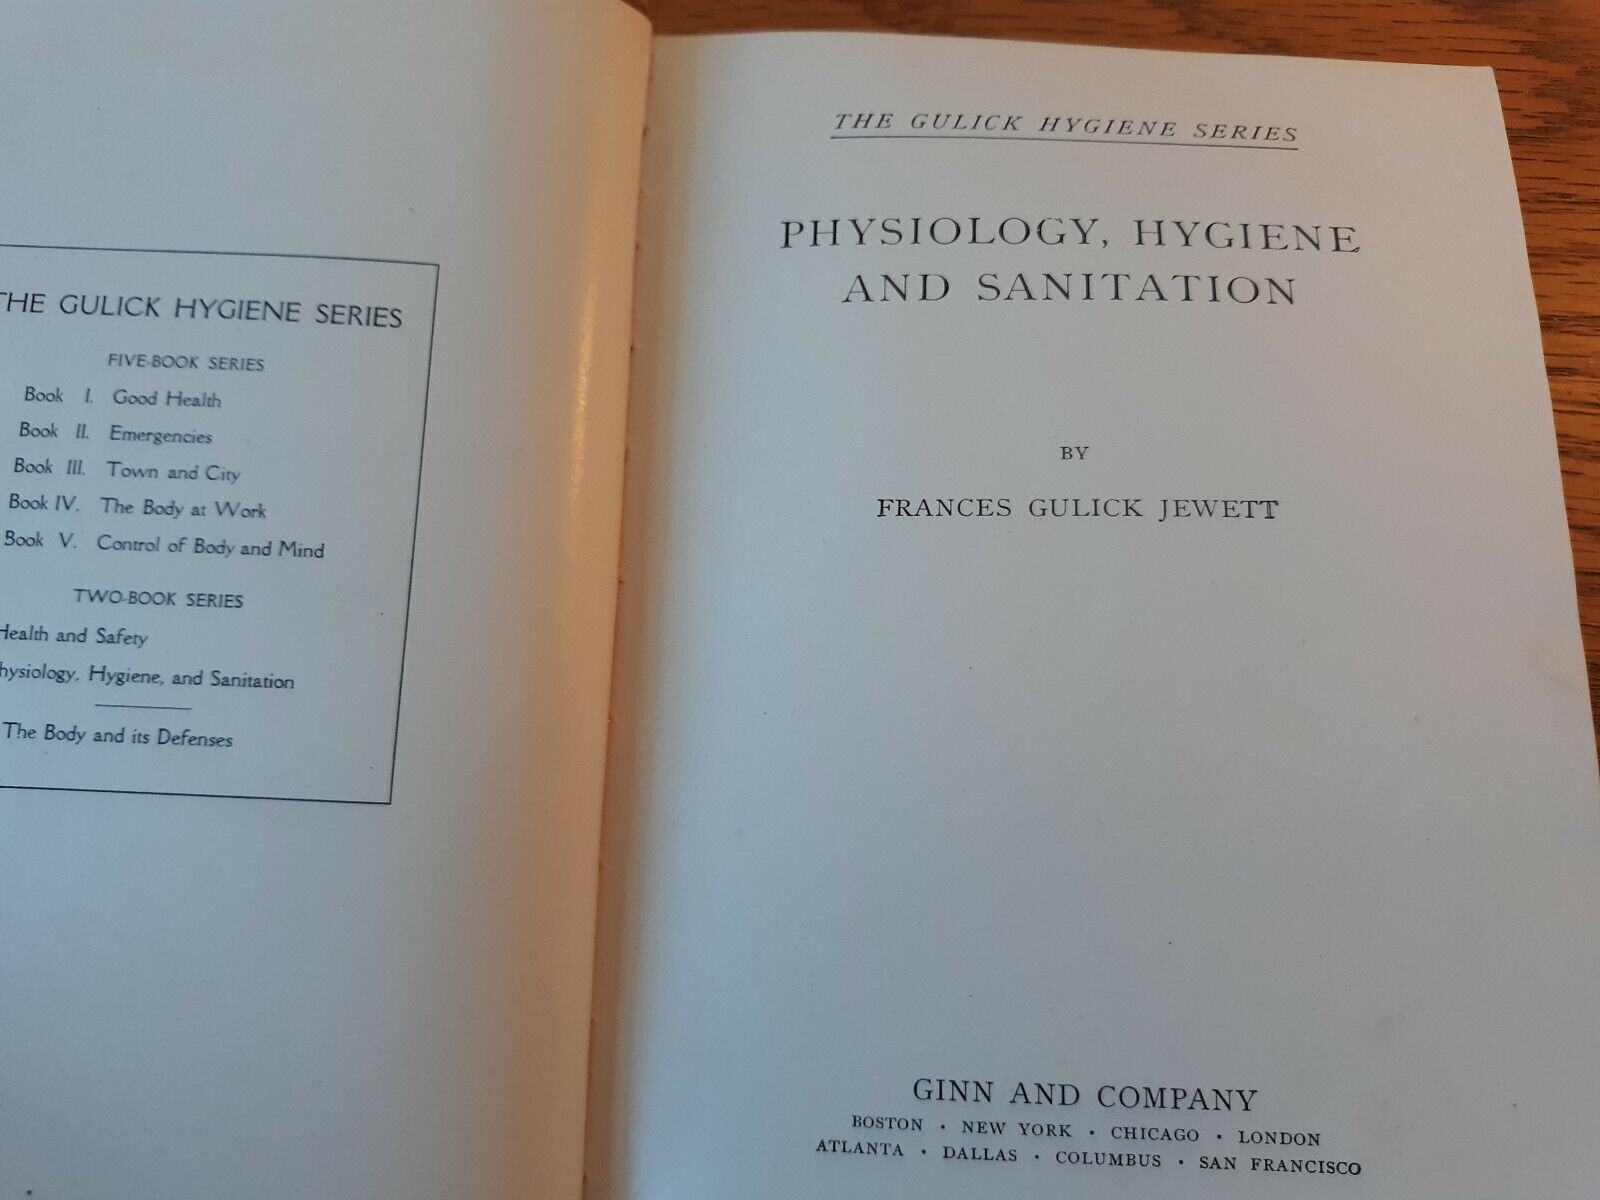 THE GULICK HYGIENE SERIES
FIVE-BOOK SERIES
Book I. Good Health
Book II. Emergencies
Book III. Town and City
Book IV. The Body at Work
Book V. Control of Body and Mind
TWO-BOOK SERIES
Health and Safety
hysiology, Hygiene, and Sanitation
The Body and its Defenses
THE GULICK HYGIENE SERIES
PHYSIOLOGY, HYGIENE
AND SANITATION
BY
FRANCES GULICK JEWETT
GINN AND COMPANY
BOSTON · NEW YORK · CHICAGO · LONDON
ATLANTA · DALLAS · COLUMBUS · SAN FRANCISCO